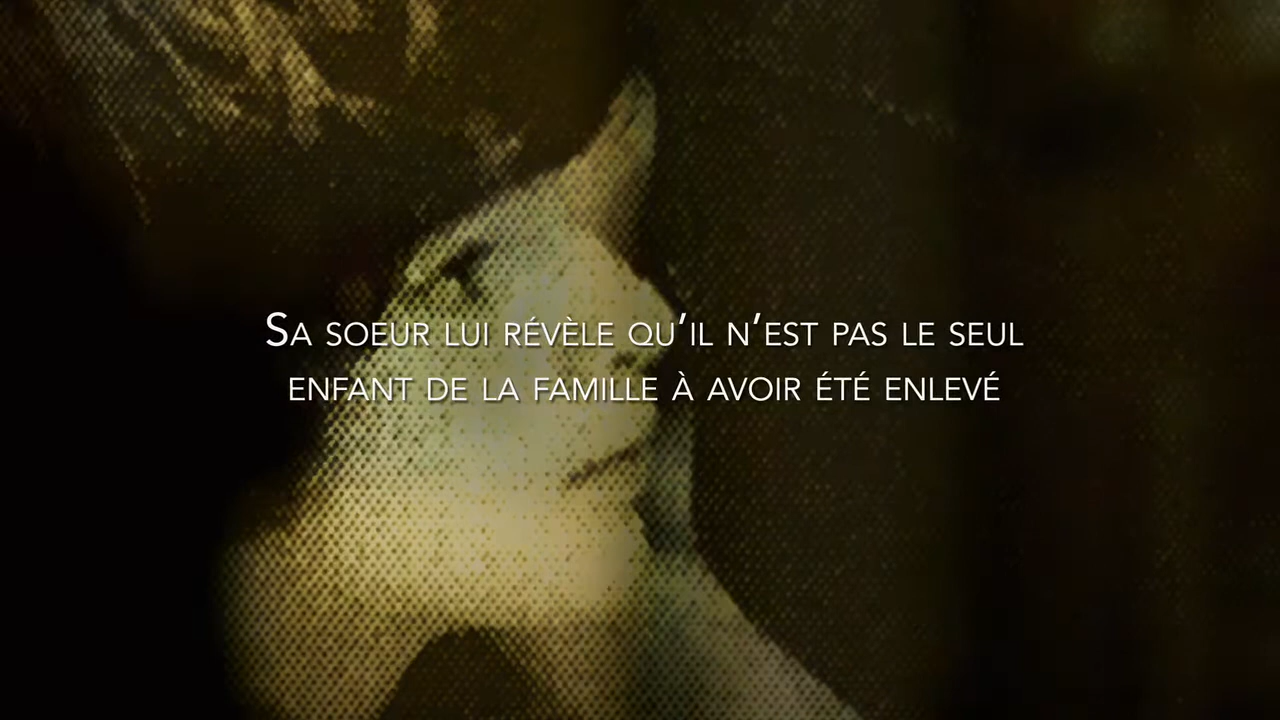 Sa soeur lui révèle qu'il n'est pas le seul
enfant de la famille à avoir été enlevé